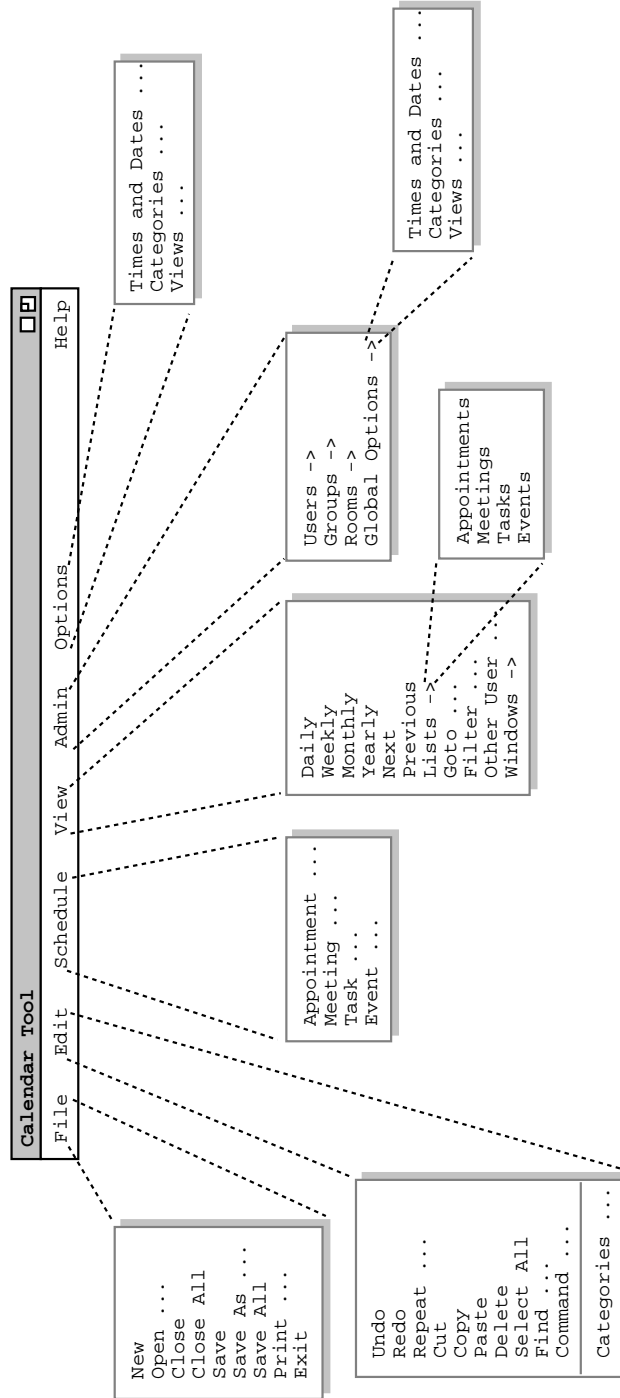 Calendar Tool
File Edit Schedule View Admin Options Help
New
Open ...
Close
Close All
Save
Save As ...
Save All
Print ...
Exit
Undo
Redo
Repeat ...
Cut
Copy
Paste
Delete
Select All
Find ...
Command ...
Categories ...
Appointment ...
Meeting ...
Task ...
Event ...
Daily
Weekly
Monthly
Yearly
Next
Previous
Lists ->
Goto ...
Filter ...
Other User ...
Windows ->
Appointments
Meetings
Tasks
Events
Users ->
Groups ->
Rooms ->
Global Options ->
Times and Dates ...
Categories ...
Views ...
Times and Dates ...
Categories ...
Views ...